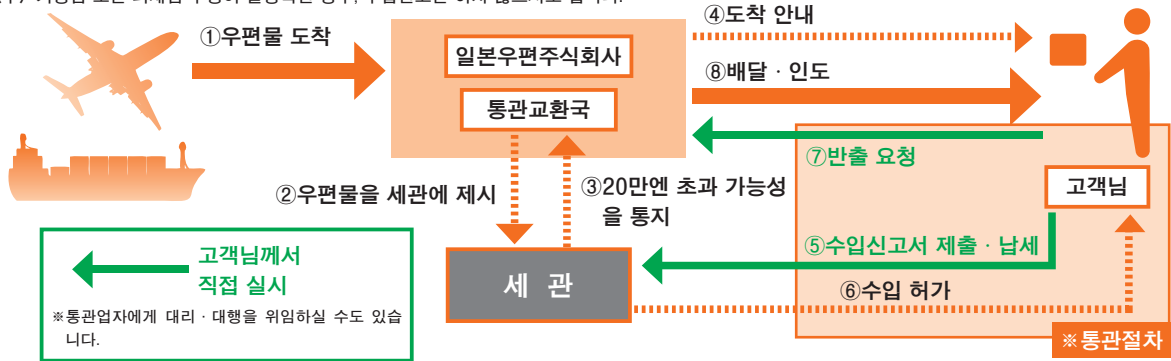 ①우편물 도착
일본우편주식회사
통관교환국
④도착 안내
⑧배달 · 인도
⑦반출 요청
고객님
②우편물을 세관에 제시
③20만엔 초과 가능성
을 통지
⑤수입신고서 제출 · 납세
세 관
⑥수입 허가
고객님께서
직접 실시
※통관업자에게 대리 · 대행을 위임하실 수도 있습
니다.
※통관절차